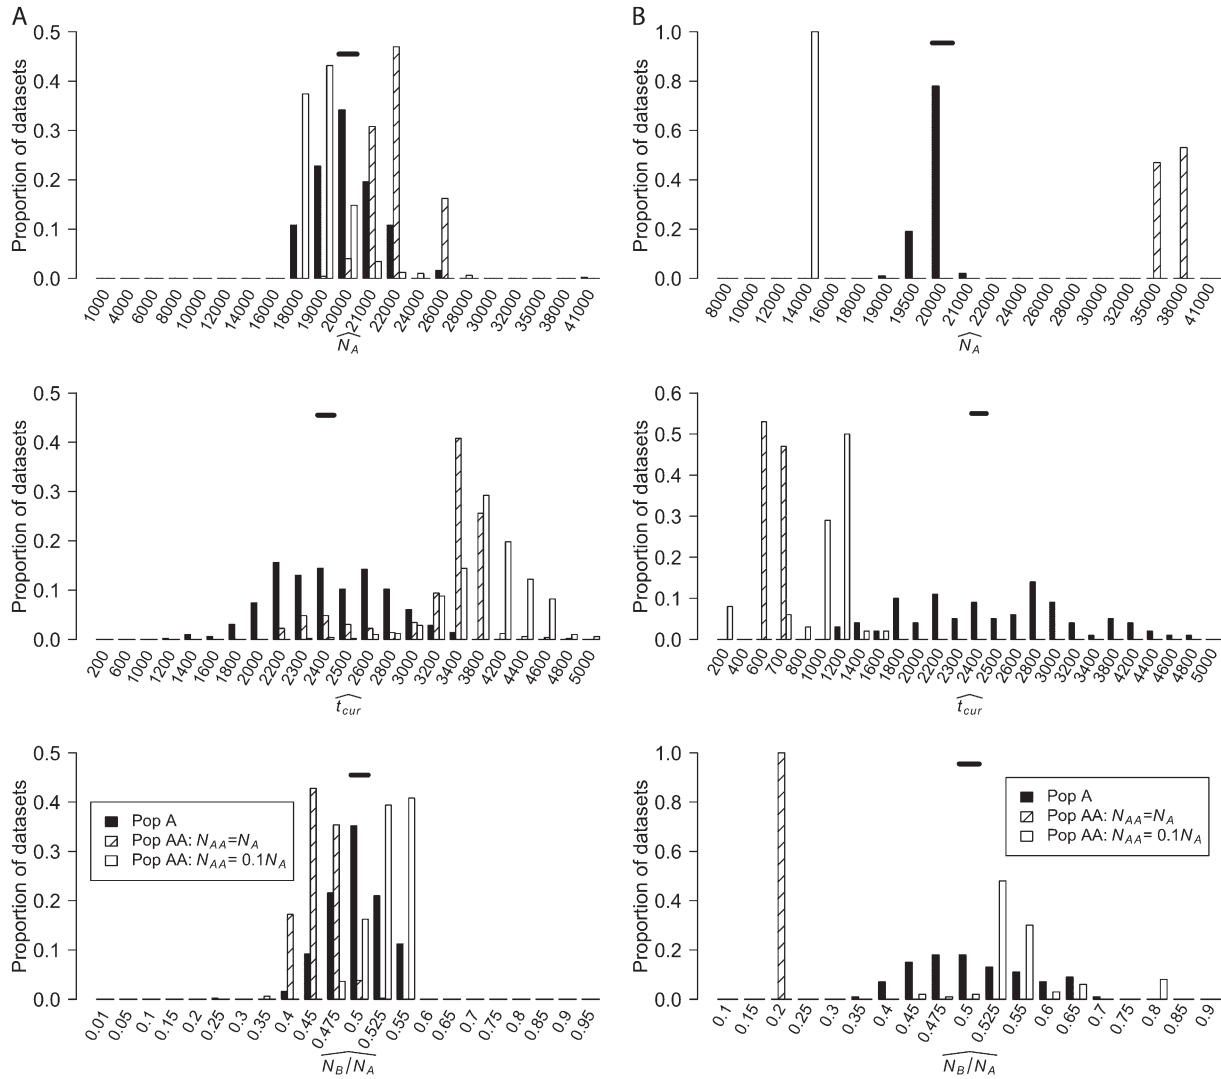 A
B
Proportion of datasets
0.5
0.4
0.3
0.2
0.1
0.0
1000 4000 6000 8000 10000 12000 14000 16000 18000 19000 20000 21000 22000 24000 26000 28000 30000 32000 35000 38000 41000
N_A
Proportion of datasets
1.0
0.8
0.6
0.4
0.2
0.0
8000 10000 12000 14000 16000 18000 19000 19500 20000 21000 22000 24000 26000 28000 30000 32000 35000 38000 41000
N_A
Proportion of datasets
0.5
0.4
0.3
0.2
0.1
0.0
200 600 1000 1200 1400 1600 1800 2000 2200 2300 2400 2500 2600 2800 3000 3200 3400 3800 4200 4400 4600 4800 5000
t_cur
Proportion of datasets
0.6
0.5
0.4
0.3
0.2
0.1
0.0
200 400 600 700 800 1000 1200 1400 1600 1800 2000 2200 2300 2400 2500 2600 2800 3000 3200 3400 3800 4200 4400 4600 4800 5000
t_cur
Proportion of datasets
0.5
0.4
0.3
0.2
0.1
0.0
Pop A
Pop AA: N_AA=N_A
Pop AA: N_AA= 0.1N_A
0.01 0.05 0.1 0.15 0.2 0.25 0.3 0.35 0.4 0.45 0.475 0.5 0.525 0.55 0.6 0.65 0.7 0.75 0.8 0.85 0.9 0.95
N_B/N_A
Proportion of datasets
1.0
0.8
0.6
0.4
0.2
0.0
Pop A
Pop AA: N_AA=N_A
Pop AA: N_AA= 0.1N_A
0.1 0.15 0.2 0.25 0.3 0.35 0.4 0.45 0.475 0.5 0.525 0.55 0.6 0.65 0.7 0.75 0.8 0.85 0.9
N_B/N_A